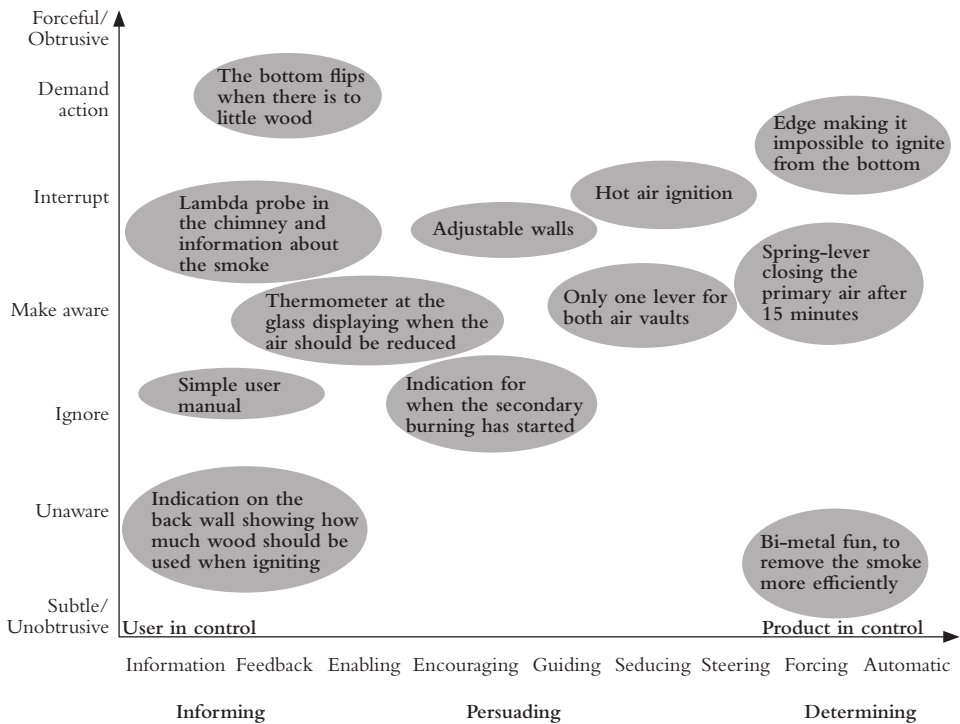 Forceful/
Obtrusive
The bottom flips
when there is to
little wood
Demand
action
Edge making it
impossible to ignite
from the bottom
Interrupt
Hot air ignition
Lambda probe in
the chimney and
information about
the smoke
Adjustable walls
Spring-lever
closing the
primary air after
15 minutes
Make aware
Thermometer at the
glass displaying when the
air should be reduced
Only one lever for
both air vaults
Simple user
manual
Indication for
when the secondary
burning has started
Ignore
Unaware
Indication on the
back wall showing how
much wood should be
used when igniting
Bi-metal fun, to
remove the smoke
more efficiently
Subtle/
Unobtrusive
User in control
Product in control
Information Feedback Enabling Encouraging Guiding Seducing Steering Forcing Automatic
Informing Persuading Determining